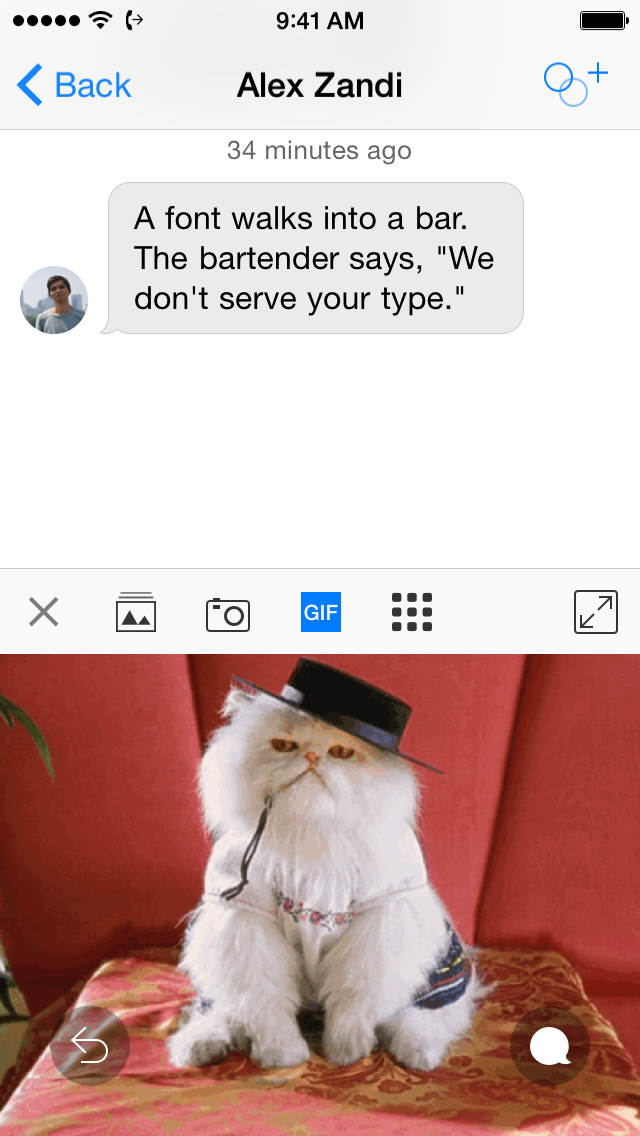 9:41 AM
Back
Alex Zandi
34 minutes ago
A font walks into a bar.
The bartender says, "We
don't serve your type."
GIF